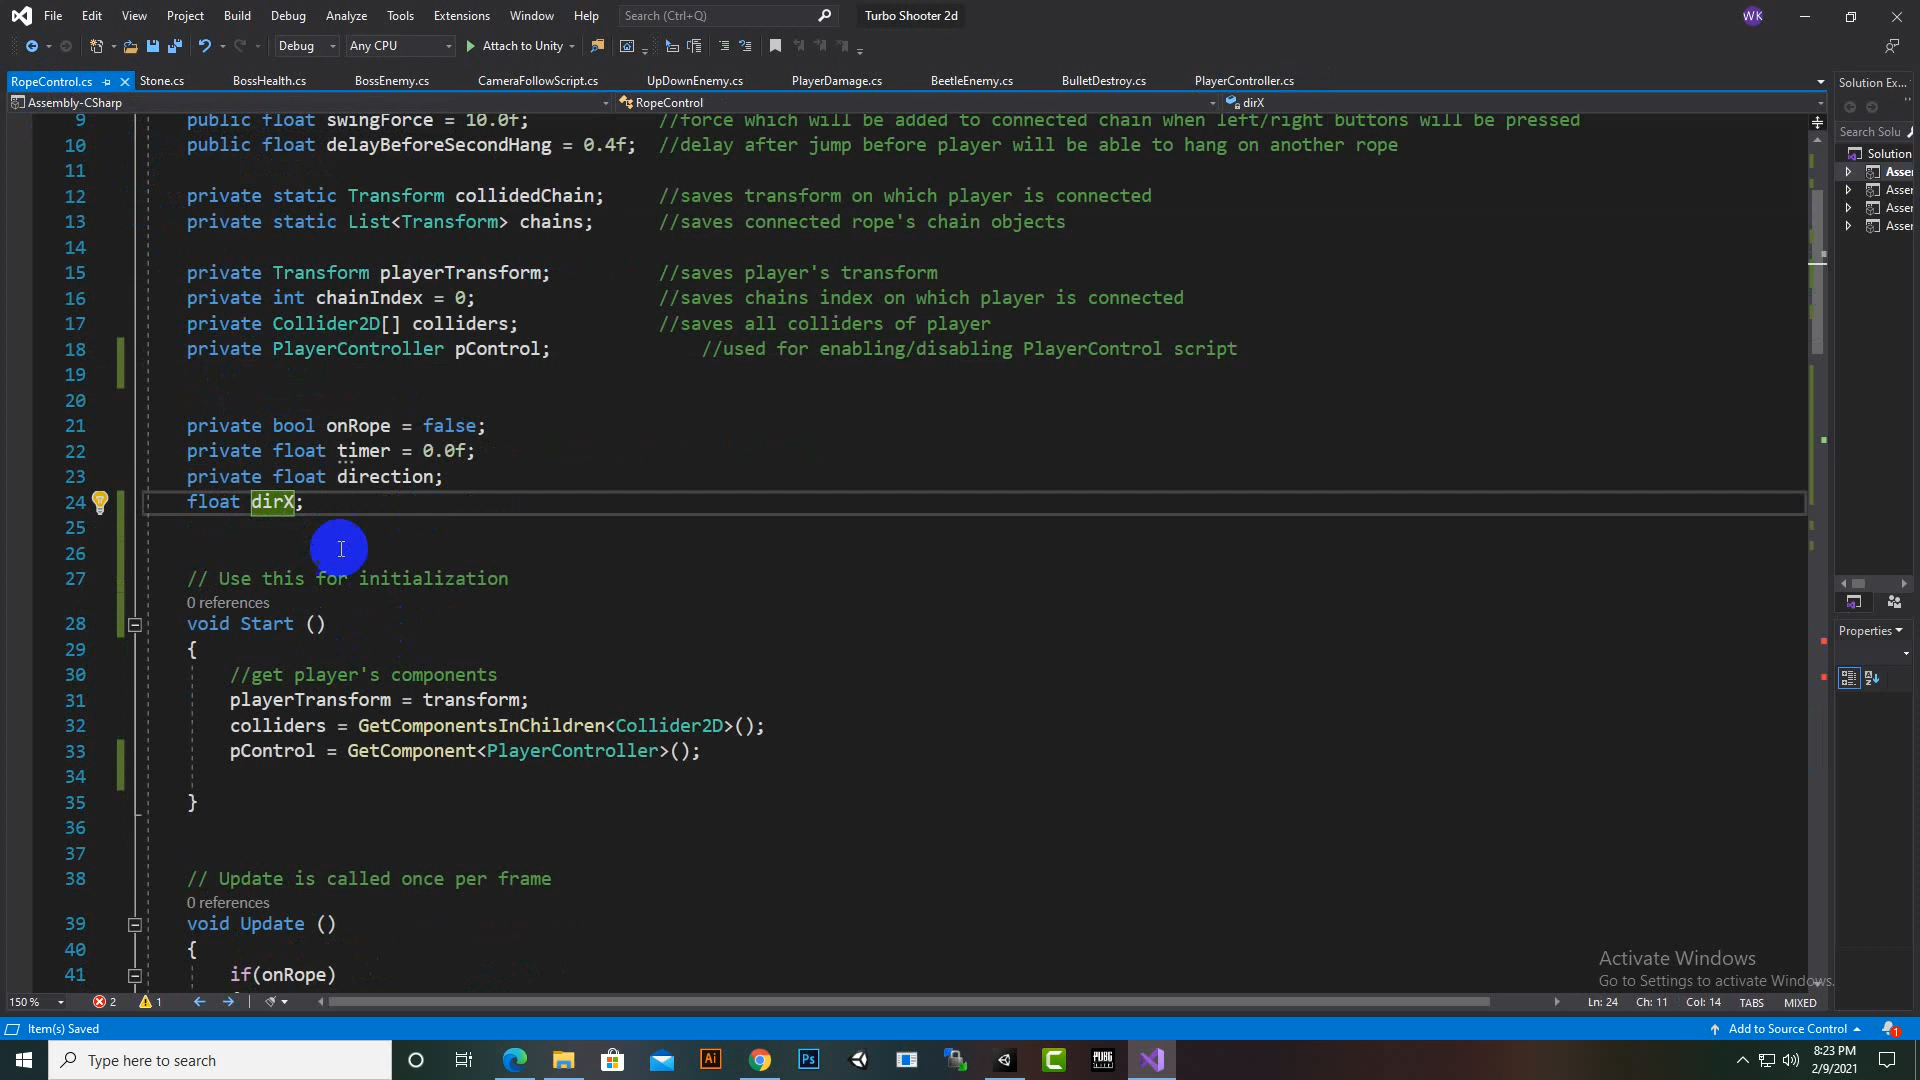 File Edit View Project Build Debug Analyze Tools Extensions Window Help Search (Ctrl+Q) Turbo Shooter 2d WK
Debug Any CPU Attach to Unity
RopeControl.cs Stone.cs BossHealth.cs BossEnemy.cs CameraFollowScript.cs UpDownEnemy.cs PlayerDamage.cs BeetleEnemy.cs BulletDestroy.cs PlayerController.cs
Solution Ex...
Assembly-CSharp RopeControl dirX
Search Solu
Solution
Asse
Asse
Asse
Asse
9 public float swingForce = 10.0f; //force which will be added to connected chain when left/right buttons will be pressed
10 public float delayBeforeSecondHang = 0.4f; //delay after jump before player will be able to hang on another rope
11
12 private static Transform collidedChain; //saves transform on which player is connected
13 private static List<Transform> chains; //saves connected rope's chain objects
14
15 private Transform playerTransform; //saves player's transform
16 private int chainIndex = 0; //saves chains index on which player is connected
17 private Collider2D[] colliders; //saves all colliders of player
18 private PlayerController pControl; //used for enabling/disabling PlayerControl script
19
20
21 private bool onRope = false;
22 private float timer = 0.0f;
23 private float direction;
24 float dirX;
25
26
27 // Use this for initialization
0 references
28 void Start ()
29 {
30 //get player's components
31 playerTransform = transform;
32 colliders = GetComponentsInChildren<Collider2D>();
33 pControl = GetComponent<PlayerController>();
34
35 }
36
37
38 // Update is called once per frame
0 references
39 void Update ()
40 {
41 if(onRope)
Properties
Activate Windows
Go to Settings to activate Windows.
150 % 2 1 Ln: 24 Ch: 11 Col: 14 TABS MIXED
Item(s) Saved Add to Source Control 1
Type here to search Ai Ps PUBG 8:23 PM
2/9/2021